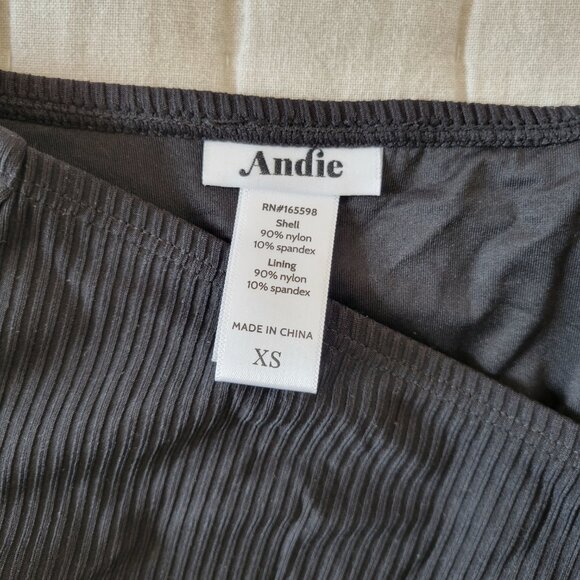 Andie
RN#165598
Shell
90% nylon
10% spandex
Lining
90% nylon
10% spandex
MADE IN CHINA
XS